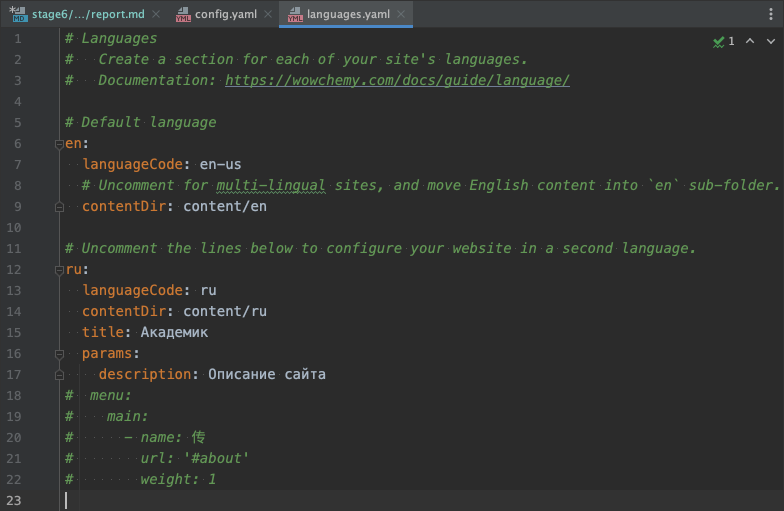 stage6/.../report.md config.yaml languages.yaml
1 # Languages
2 #   Create a section for each of your site's languages.
3 #   Documentation: https://wowchemy.com/docs/guide/language/
4
5 # Default language
6 en:
7   languageCode: en-us
8   # Uncomment for multi-lingual sites, and move English content into `en` sub-folder.
9   contentDir: content/en
10
11 # Uncomment the lines below to configure your website in a second language.
12 ru:
13   languageCode: ru
14   contentDir: content/ru
15   title: Академик
16   params:
17     description: Описание сайта
18 #  menu:
19 #    main:
20 #      - name: 传
21 #        url: '#about'
22 #        weight: 1
23
1